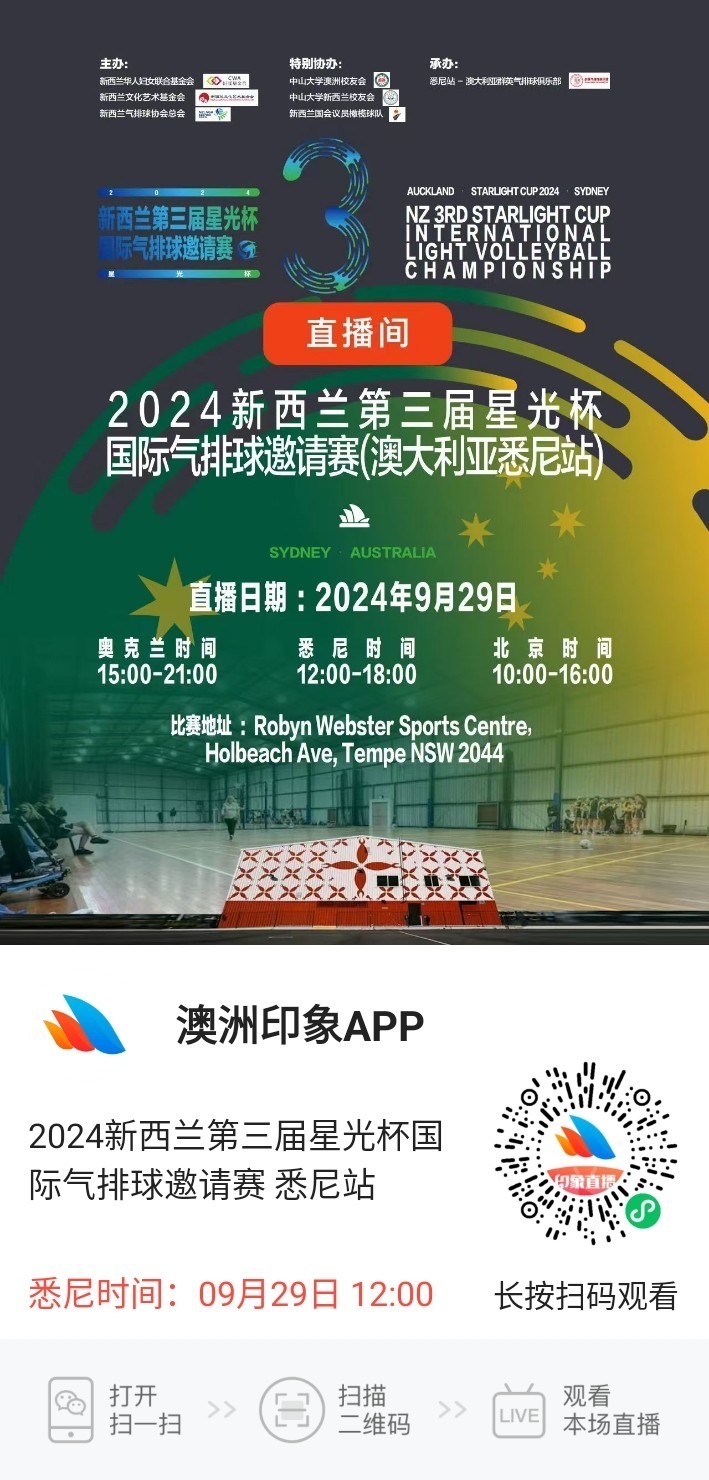 主办:
新西兰华人妇女联合基金会
CWA
新西兰文化艺术基金会
新西兰气排球协会总会
特别协办:
中山大学澳洲校友会
中山大学新西兰校友会
新西兰国会议员橄榄球队
承办:
悉尼站 - 澳大利亚群英气排球俱乐部
2 0 2 4
新西兰第三届星光杯
国际气排球邀请赛
星 光 杯
3
AUCKLAND · STARLIGHT CUP 2024 · SYDNEY
NZ 3RD STARLIGHT CUP
INTERNATIONAL
LIGHT VOLLEYBALL
CHAMPIONSHIP
直播间
2024新西兰第三届星光杯
国际气排球邀请赛(澳大利亚悉尼站)
SYDNEY · AUSTRALIA
直播日期：2024年9月29日
奥克兰时间
15:00-21:00
悉尼时间
12:00-18:00
北京时间
10:00-16:00
比赛地址：Robyn Webster Sports Centre,
Holbeach Ave, Tempe NSW 2044
澳洲印象APP
2024新西兰第三届星光杯国
际气排球邀请赛 悉尼站
印象直播
悉尼时间：09月29日 12:00
长按扫码观看
打开
扫一扫
>>
扫描
二维码
>>
LIVE
观看
本场直播